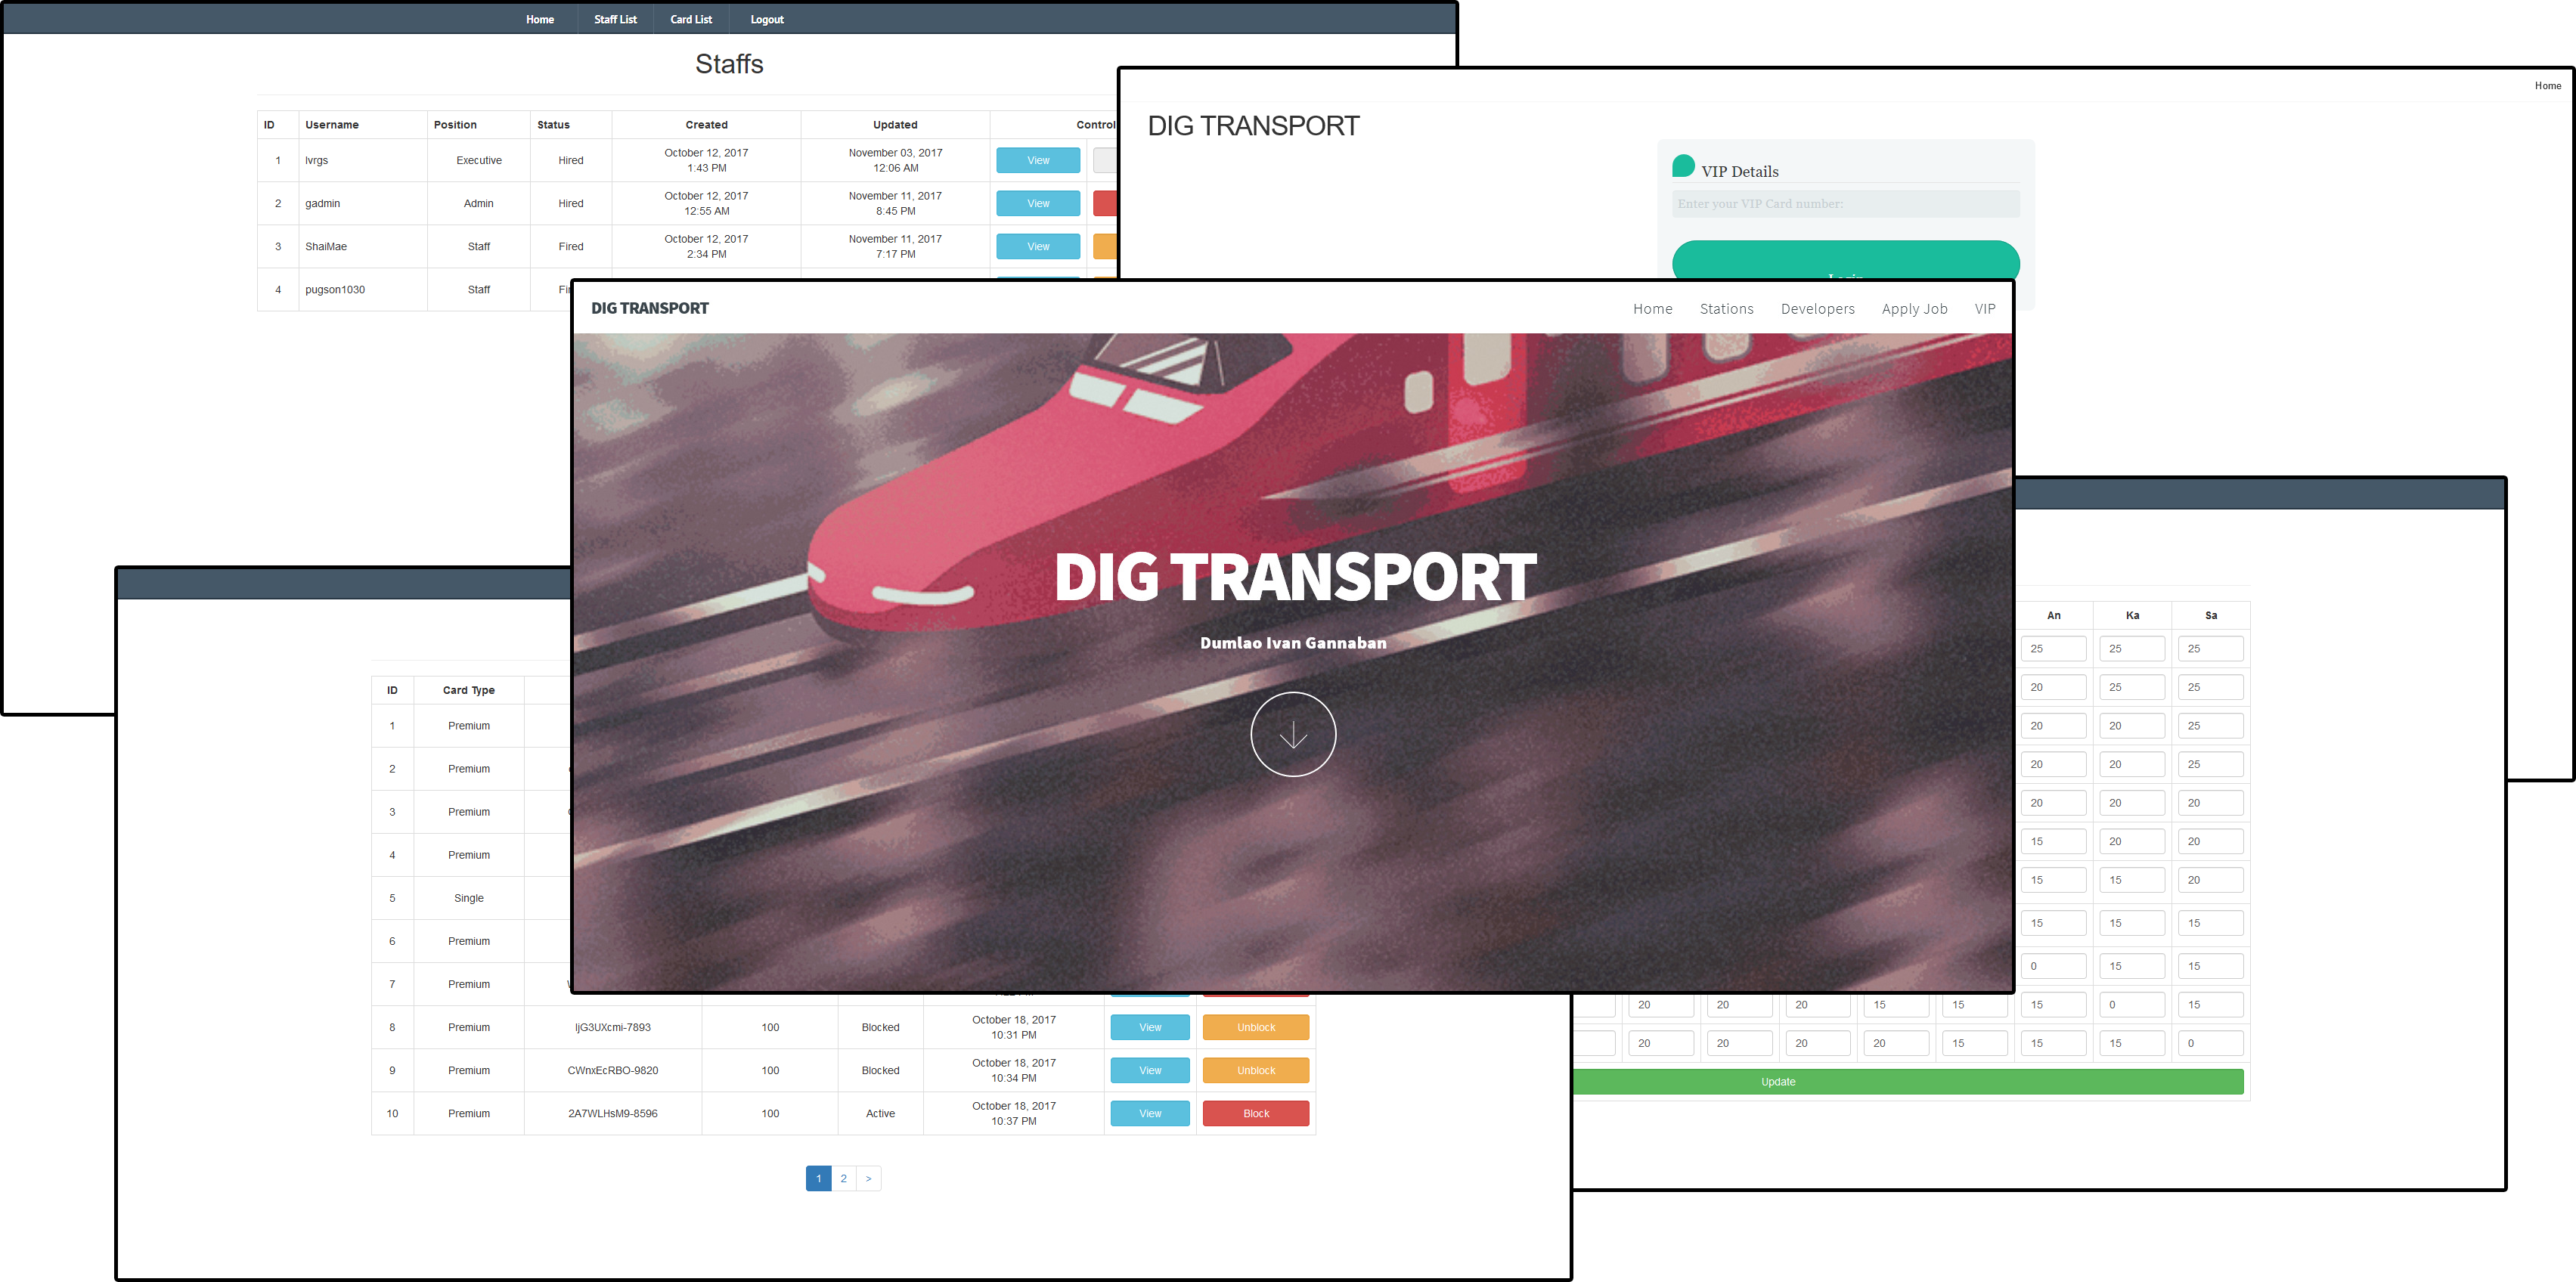 Home Staff List Card List Logout
Staffs
ID Username Position Status Created Updated Control
1 lvrgs Executive Hired October 12, 2017 1:43 PM November 03, 2017 12:06 AM View
2 gadmin Admin Hired October 12, 2017 12:55 AM November 11, 2017 8:45 PM View
3 ShaiMae Staff Fired October 12, 2017 2:34 PM November 11, 2017 7:17 PM View
4 pugson1030 Staff
Home
DIG TRANSPORT
VIP Details
Enter your VIP Card number:
DIG TRANSPORT Home Stations Developers Apply Job VIP
DIG TRANSPORT
Dumlao Ivan Gannaban
ID Card Type
1 Premium
2 Premium
3 Premium
4 Premium
5 Single
6 Premium
7 Premium
8 Premium IjG3UXcmi-7893 100 Blocked October 18, 2017 10:31 PM View Unblock
9 Premium CWnxEcRBO-9820 100 Blocked October 18, 2017 10:34 PM View Unblock
10 Premium 2A7WLHsM9-8596 100 Active October 18, 2017 10:37 PM View Block
1 2 >
An Ka Sa
25 25 25
20 25 25
20 20 25
20 20 25
20 20 20
15 20 20
15 15 20
15 15 15
0 15 15
20 20 20 15 15 15 0 15
20 20 20 20 15 15 15 0
Update